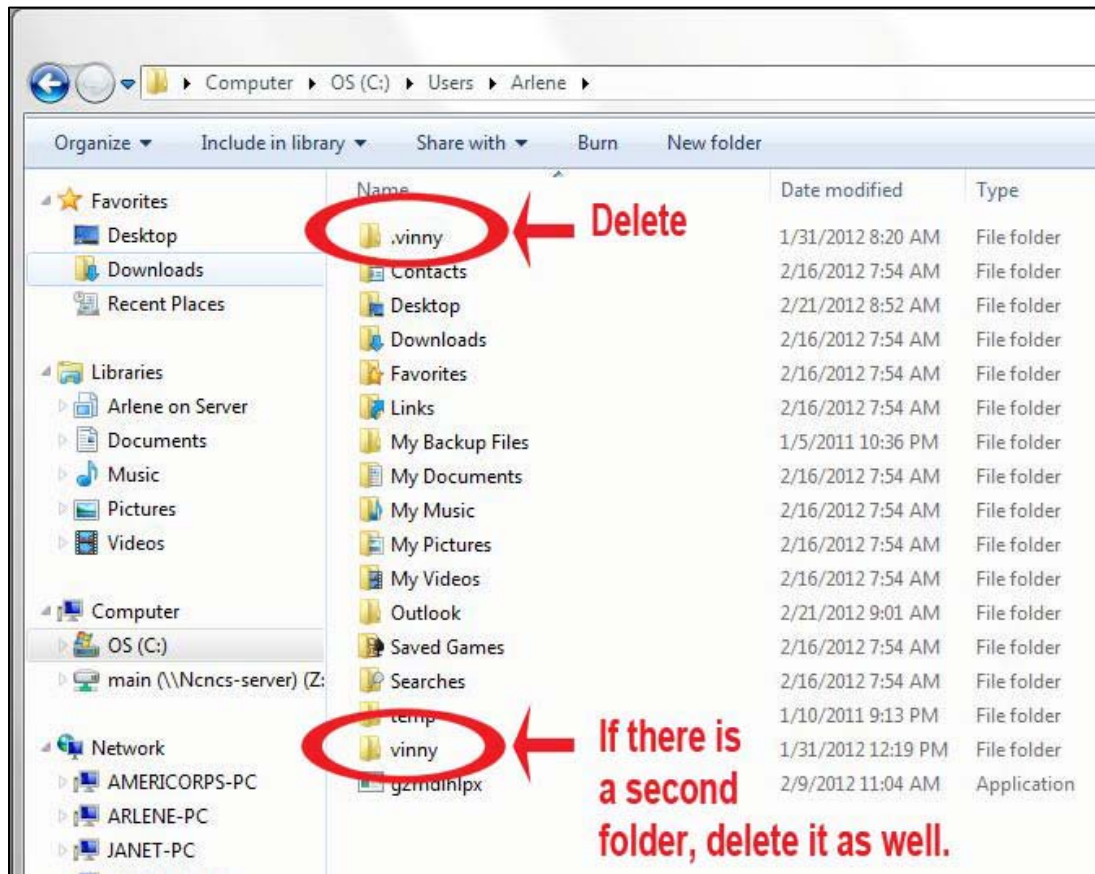 Computer OS (C:) Users Arlene
Organize Include in library Share with Burn New folder
Favorites
Desktop
Downloads
Recent Places
Libraries
Arlene on Server
Documents
Music
Pictures
Videos
Computer
OS (C:)
main (\\Ncncs-server) (Z:
Network
AMERICORPS-PC
ARLENE-PC
JANET-PC
Name Date modified Type
.vinny 1/31/2012 8:20 AM File folder
Contacts 2/16/2012 7:54 AM File folder
Desktop 2/21/2012 8:52 AM File folder
Downloads 2/16/2012 7:54 AM File folder
Favorites 2/16/2012 7:54 AM File folder
Links 2/16/2012 7:54 AM File folder
My Backup Files 1/5/2011 10:36 PM File folder
My Documents 2/16/2012 7:54 AM File folder
My Music 2/16/2012 7:54 AM File folder
My Pictures 2/16/2012 7:54 AM File folder
My Videos 2/16/2012 7:54 AM File folder
Outlook 2/21/2012 9:01 AM File folder
Saved Games 2/16/2012 7:54 AM File folder
Searches 2/16/2012 7:54 AM File folder
temp 1/10/2011 9:13 PM File folder
vinny 1/31/2012 12:19 PM File folder
2/9/2012 11:04 AM Application
Delete
If there is
a second
folder, delete it as well.